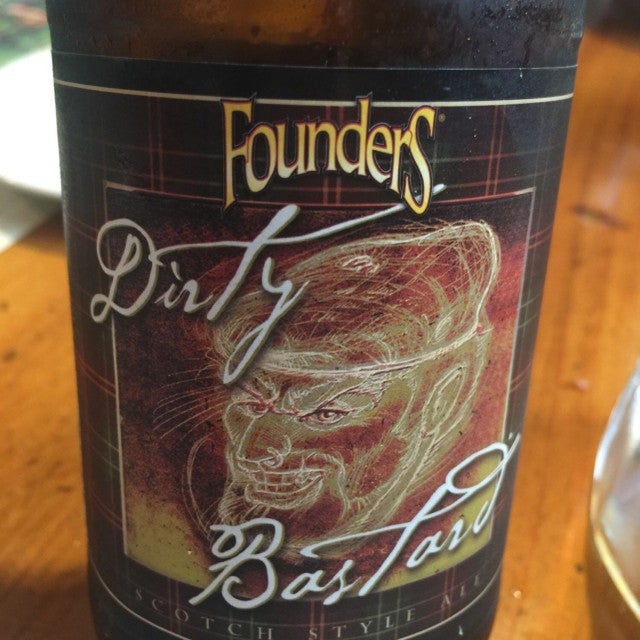 FoundeRS
Dirty
Bastard
SCOTCH STYLE ALE